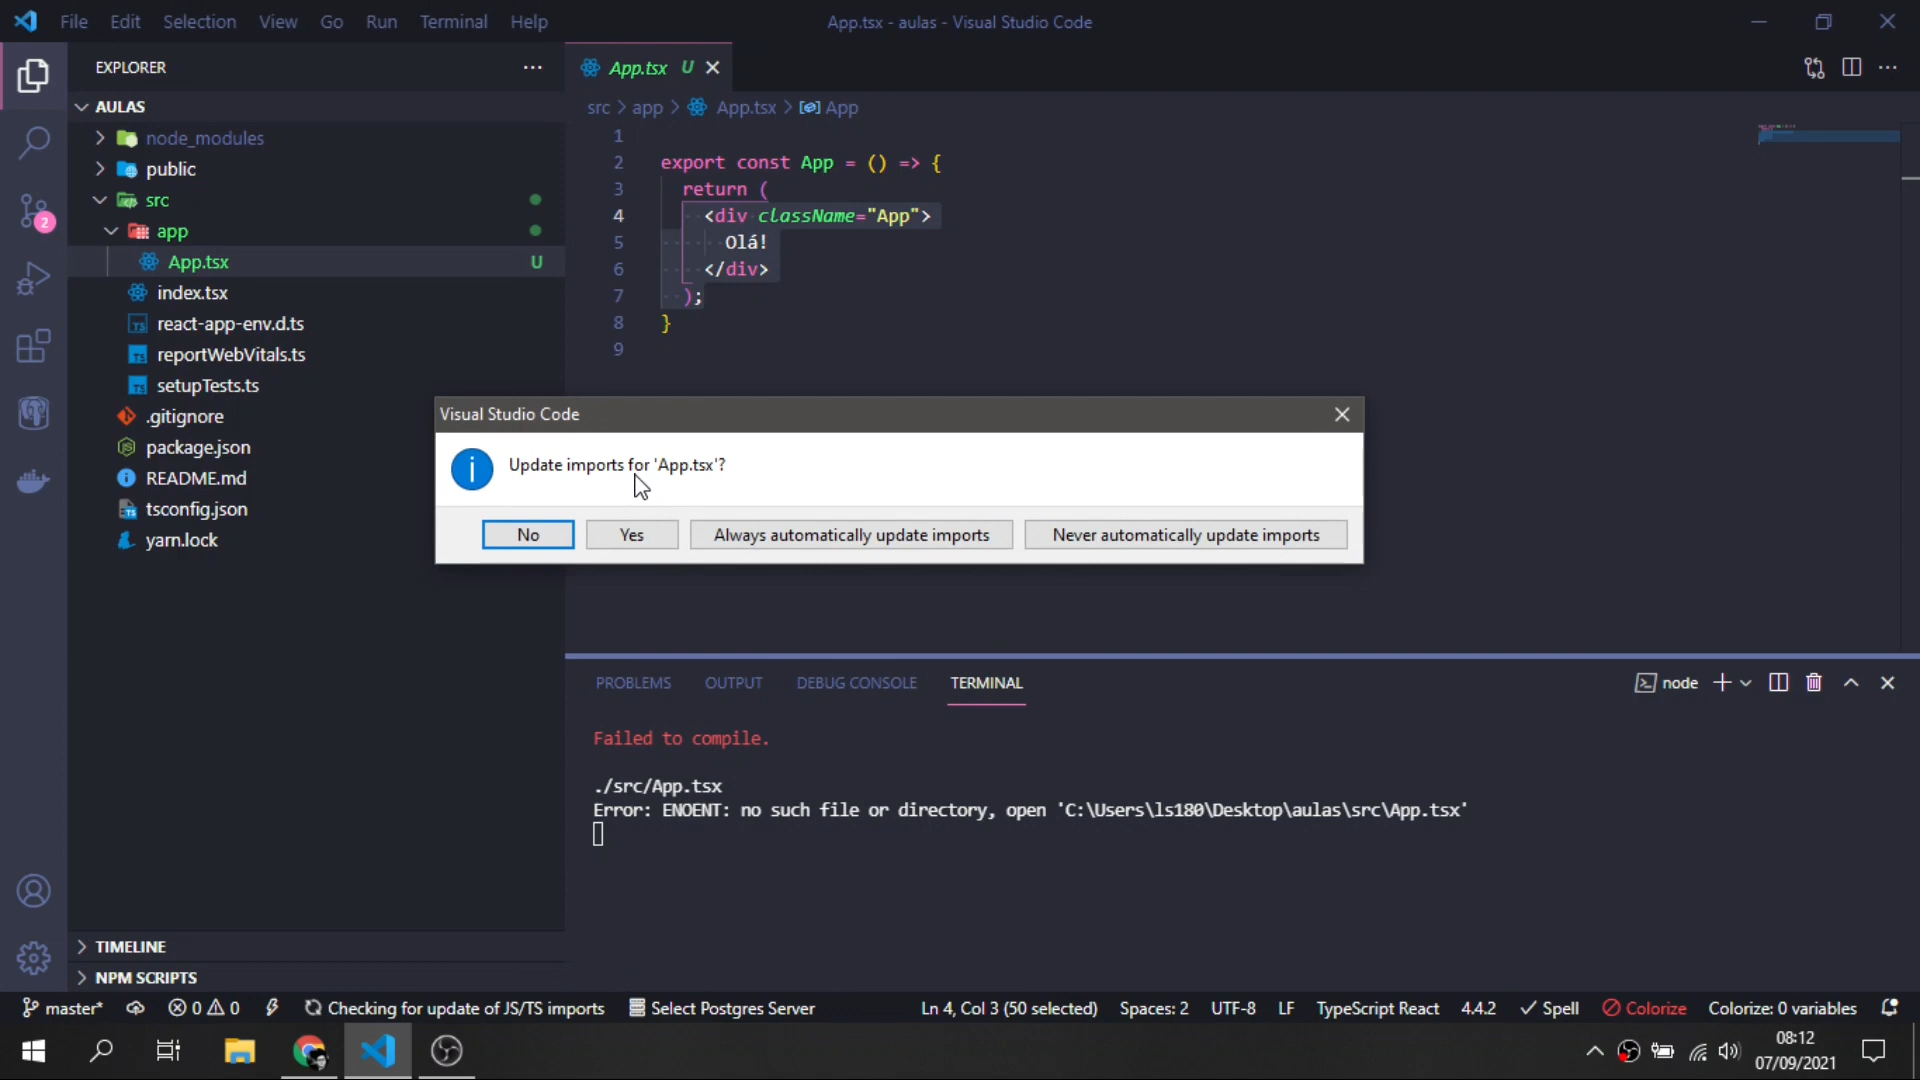 File Edit Selection View Go Run Terminal Help
App.tsx - aulas - Visual Studio Code
EXPLORER
AULAS
node_modules
public
src
app
App.tsx U
index.tsx
react-app-env.d.ts
reportWebVitals.ts
setupTests.ts
.gitignore
package.json
README.md
tsconfig.json
yarn.lock
TIMELINE
NPM SCRIPTS
App.tsx U
src > app > App.tsx > App
1
2 export const App = () => {
3 return (
4 <div className="App">
5 Olá!
6 </div>
7 );
8 }
9
Visual Studio Code
Update imports for 'App.tsx'?
No Yes Always automatically update imports Never automatically update imports
PROBLEMS OUTPUT DEBUG CONSOLE TERMINAL
node
Failed to compile.
./src/App.tsx
Error: ENOENT: no such file or directory, open 'C:\Users\ls180\Desktop\aulas\src\App.tsx'
2
master* 0 0 Checking for update of JS/TS imports Select Postgres Server Ln 4, Col 3 (50 selected) Spaces: 2 UTF-8 LF TypeScript React 4.4.2 Spell Colorize Colorize: 0 variables
08:12
07/09/2021